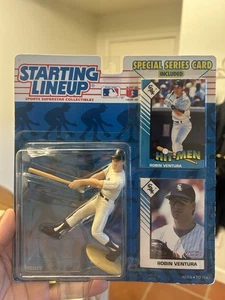 STARTING
LINEUP
SPORTS SUPERSTAR COLLECTIBLES
SPECIAL SERIES CARD
INCLUDED!
HIT MEN
ROBIN VENTURA
ROBIN VENTURA